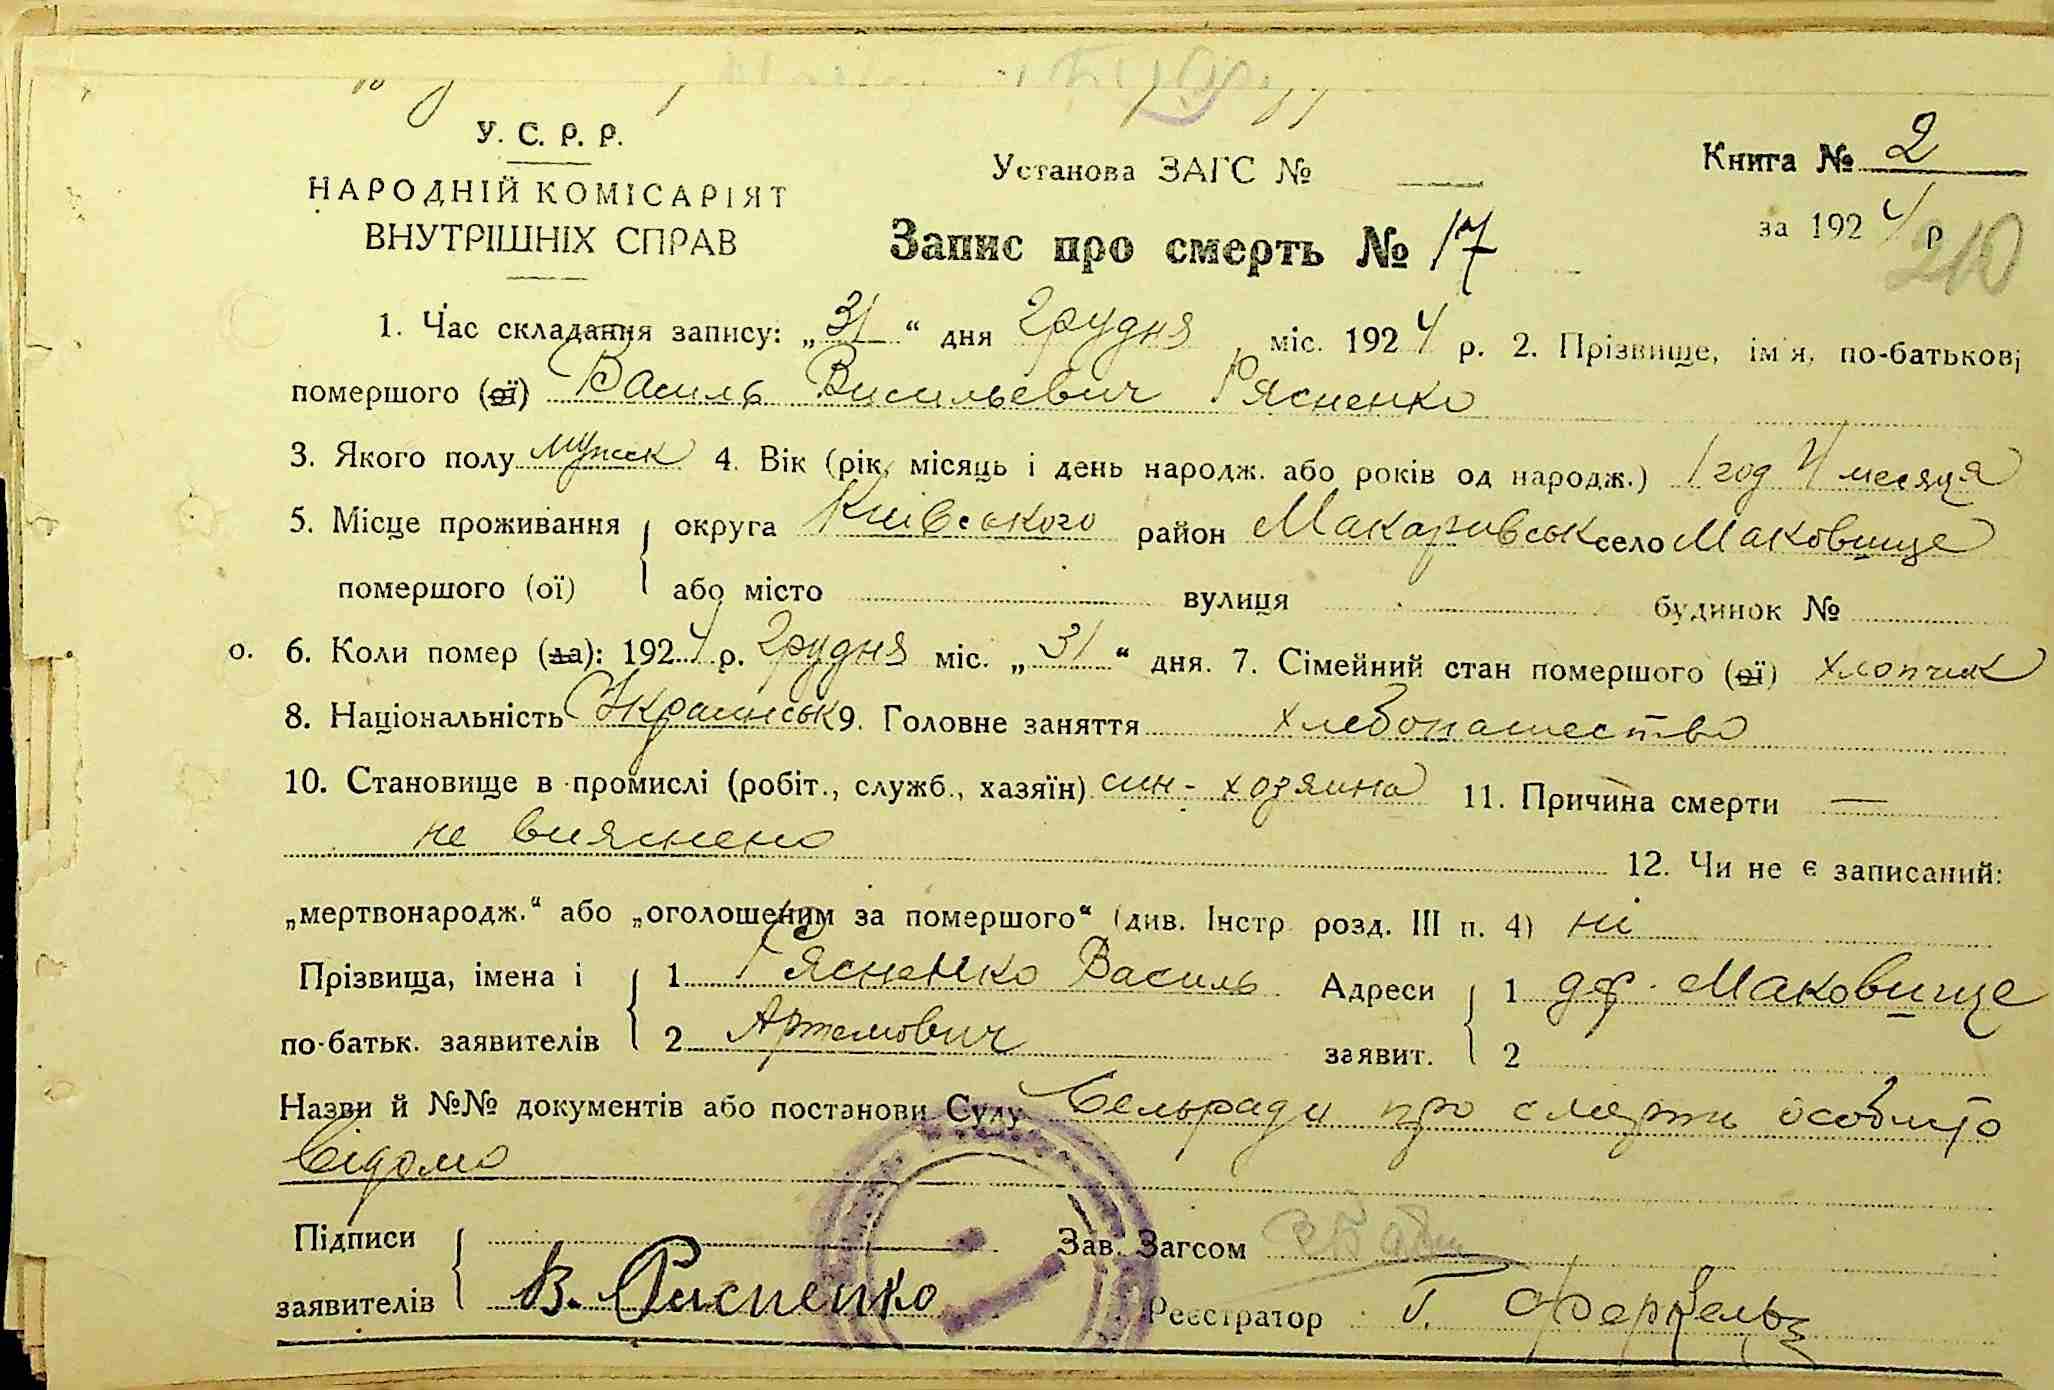 У. С. Р. Р.
НАРОДНІЙ КОМІСАРІЯТ
ВНУТРІШНІХ СПРАВ
Установа ЗАГС №
Запис про смерть № 17
Книга № 2
за 1924 р
210
1. Час складання запису: „31“ дня Грудня міс. 1924 р. 2. Прізвище, ім'я, по-батькові
помершого (ої) Василь Васильевич Рясненко
3. Якого полу мужск 4. Вік (рік, місяць і день народж. або років од народж.) 1 год 4 месяця
5. Місце проживання округа Київського район Макарівськ село Маковище
помершого (ої) або місто вулиця будинок №
о. 6. Коли помер (ла): 1924 р. Грудня міс. „31“ дня. 7. Сімейний стан помершого (ої) хлопчик
8. Національність Украинськ 9. Головне заняття хлебопашество
10. Становище в промислі (робіт., служб., хазяїн) син - хозяина 11. Причина смерти —
не вияснено
12. Чи не є записаний:
„мертвонародж.“ або „оголошеним за помершого“ (див. Інстр розд. III п. 4) ні
Прізвища, імена і 1 Рясненко Василь Адреси 1 дер. Маковище
по-батьк. заявителів 2 Артемович заявит. 2
Назви й №№ документів або постанови Суду Сельради про смерть особисто
відомо
Підписи Зав. Загсом
заявителів В. Рисненко Реєстратор Г.